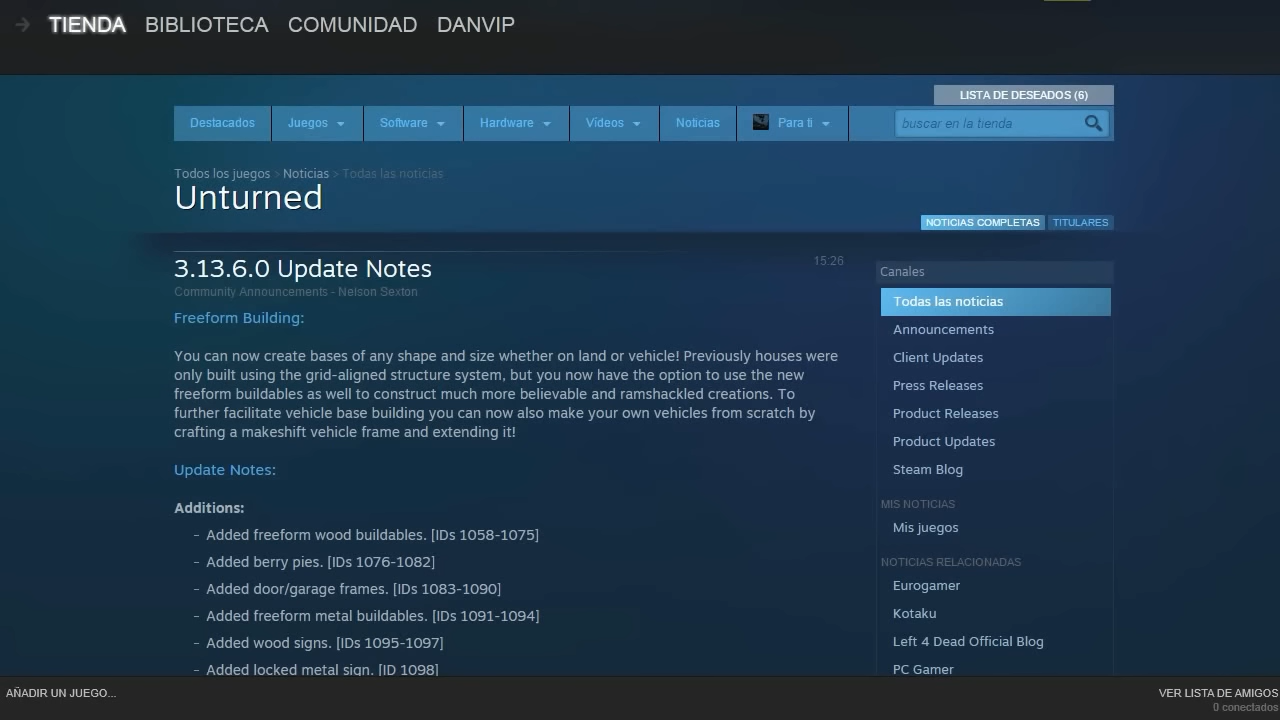 TIENDA BIBLIOTECA COMUNIDAD DANVIP
LISTA DE DESEADOS (6)
Destacados Juegos Software Hardware Vídeos Noticias Para ti buscar en la tienda
Todos los juegos > Noticias > Todas las noticias
Unturned
NOTICIAS COMPLETAS TITULARES
3.13.6.0 Update Notes 15:26
Community Announcements - Nelson Sexton
Freeform Building:
You can now create bases of any shape and size whether on land or vehicle! Previously houses were
only built using the grid-aligned structure system, but you now have the option to use the new
freeform buildables as well to construct much more believable and ramshackled creations. To
further facilitate vehicle base building you can now also make your own vehicles from scratch by
crafting a makeshift vehicle frame and extending it!
Update Notes:
Additions:
- Added freeform wood buildables. [IDs 1058-1075]
- Added berry pies. [IDs 1076-1082]
- Added door/garage frames. [IDs 1083-1090]
- Added freeform metal buildables. [IDs 1091-1094]
- Added wood signs. [IDs 1095-1097]
- Added locked metal sign. [ID 1098]
Canales
Todas las noticias
Announcements
Client Updates
Press Releases
Product Releases
Product Updates
Steam Blog
MIS NOTICIAS
Mis juegos
NOTICIAS RELACIONADAS
Eurogamer
Kotaku
Left 4 Dead Official Blog
PC Gamer
AÑADIR UN JUEGO... VER LISTA DE AMIGOS
0 conectados